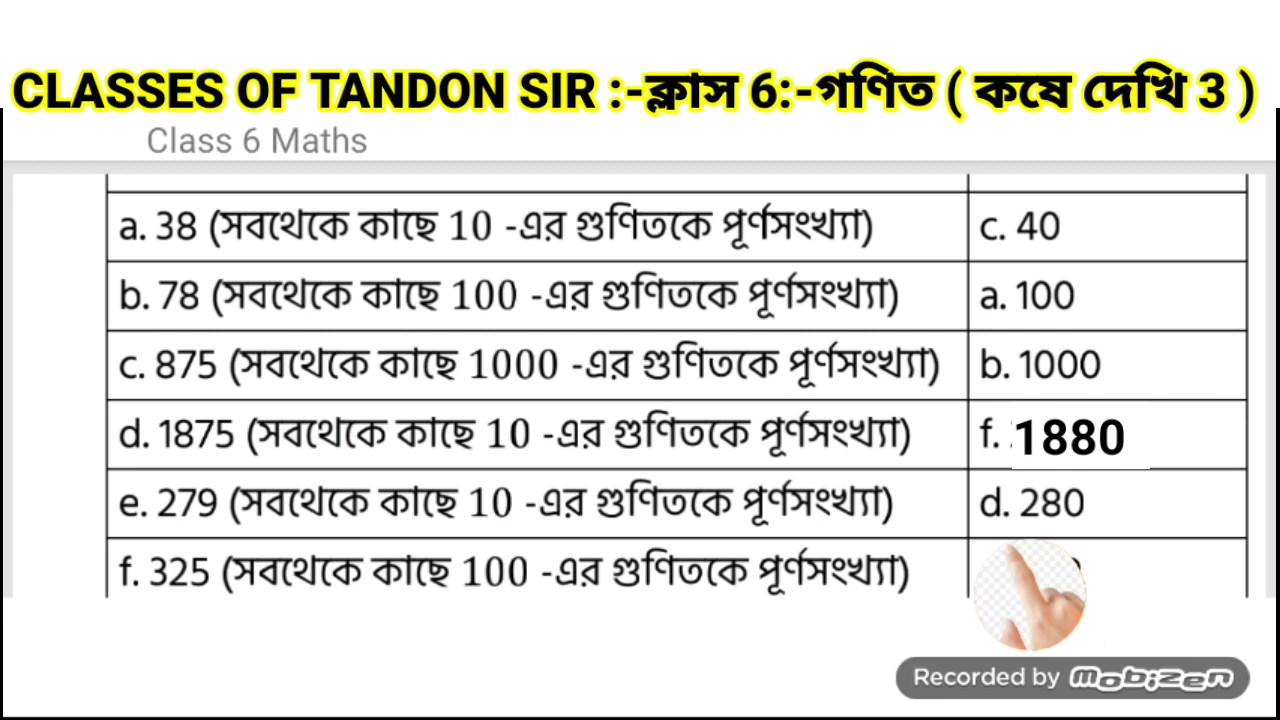 CLASSES OF TANDON SIR :-ক্লাস 6:-গণিত ( কষে দেখি 3 )
Class 6 Maths
a. 38 (সবথেকে কাছে 10 -এর গুণিতকে পূর্ণসংখ্যা) c. 40
b. 78 (সবথেকে কাছে 100 -এর গুণিতকে পূর্ণসংখ্যা) a. 100
c. 875 (সবথেকে কাছে 1000 -এর গুণিতকে পূর্ণসংখ্যা) b. 1000
d. 1875 (সবথেকে কাছে 10 -এর গুণিতকে পূর্ণসংখ্যা) f. 1880
e. 279 (সবথেকে কাছে 10 -এর গুণিতকে পূর্ণসংখ্যা) d. 280
f. 325 (সবথেকে কাছে 100 -এর গুণিতকে পূর্ণসংখ্যা)
Recorded by Mobizen